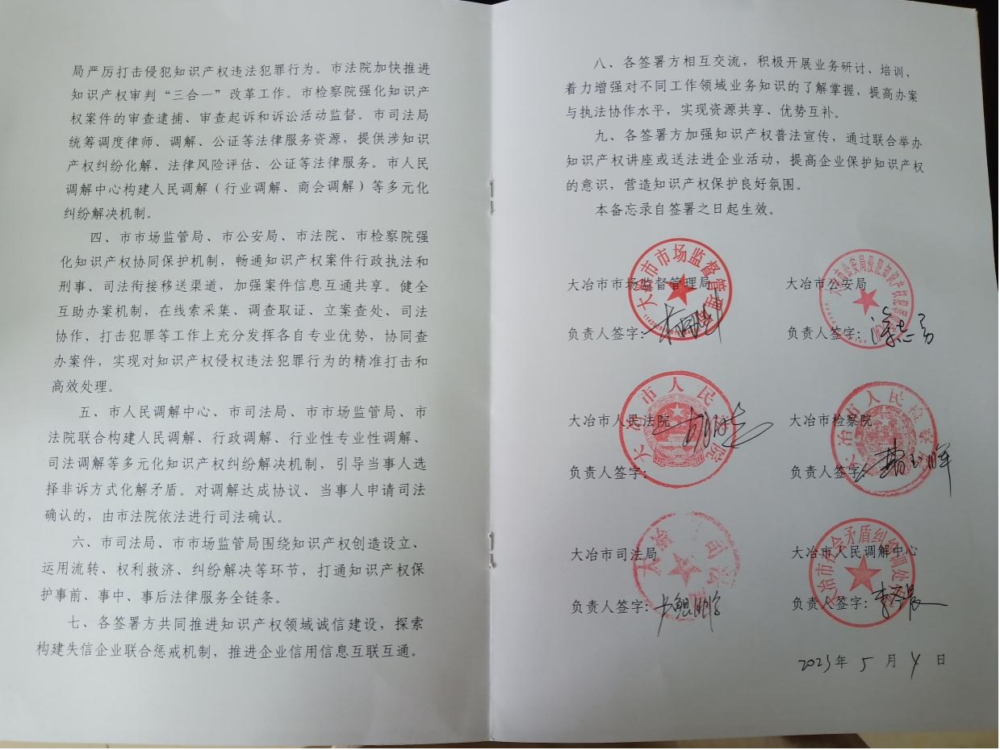 局严厉打击侵犯知识产权违法犯罪行为。市法院加快推进
知识产权审判“三合一”改革工作。市检察院强化知识产
权案件的审查逮捕、审查起诉和诉讼活动监督。市司法局
统筹调度律师、调解、公证等法律服务资源，提供涉知识
产权纠纷化解、法律风险评估、公证等法律服务。市人民
调解中心构建人民调解（行业调解、商会调解）等多元化
纠纷解决机制。
四、市市场监管局、市公安局、市法院、市检察院强
化知识产权协同保护机制，畅通知识产权案件行政执法和
刑事、司法衔接移送渠道，加强案件信息互通共享。健全
互助办案机制，在线索采集、调查取证、立案查处、司法
协作、打击犯罪等工作上充分发挥各自专业优势，协同查
办案件，实现对知识产权侵权违法犯罪行为的精准打击和
高效处理。
五、市人民调解中心、市司法局、市市场监管局、市
法院联合构建人民调解、行政调解、行业性专业性调解、
司法调解等多元化知识产权纠纷解决机制，引导当事人选
择非诉方式化解矛盾。对调解达成协议、当事人申请司法
确认的，由市法院依法进行司法确认。
六、市司法局、市市场监管局围绕知识产权创造设立、
运用流转、权利救济、纠纷解决等环节，打通知识产权保
护事前、事中、事后法律服务全链条。
七、各签署方共同推进知识产权领域诚信建设，探索
构建失信企业联合惩戒机制，推进企业信用信息互联互通。
八、各签署方相互交流，积极开展业务研讨、培训，
着力增强对不同工作领域业务知识的了解掌握，提高办案
与执法协作水平，实现资源共享、优势互补。
九、各签署方加强知识产权普法宣传，通过联合举办
知识产权讲座或送法进企业活动，提高企业保护知识产权
的意识，营造知识产权保护良好氛围。
本备忘录自签署之日起生效。
大冶市市场监督管理局
大冶市公安局
大冶市市场监督管理局
负责人签字：
负责人签字：
大冶市人民法院
大冶市检察院
大冶市人民法院
负责人签字：
负责人签字：
大冶市司法局
大冶市人民调解中心
负责人签字：
负责人签字：
2023年 5 月 4 日